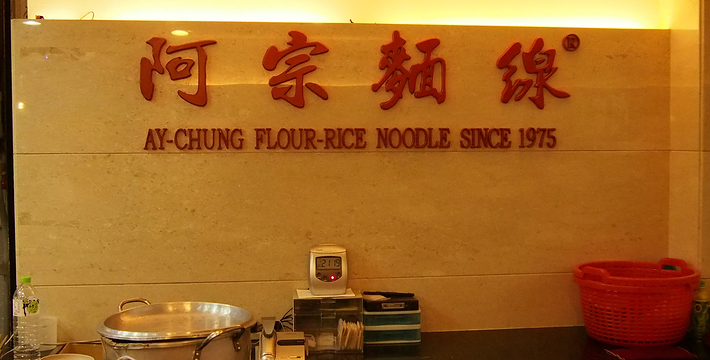 阿宗麵線®
AY-CHUNG FLOUR-RICE NOODLE SINCE 1975